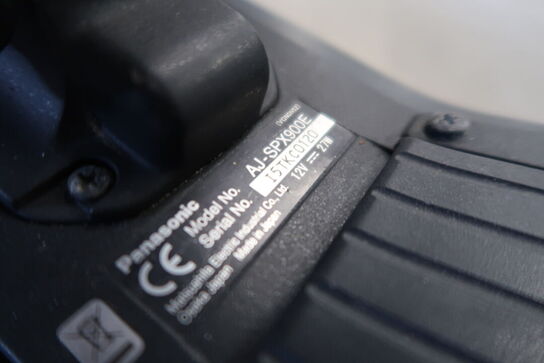 Panasonic
Model No. AJ-SPX900E
Serial No. I5TKC0120
12V ⎓ 27W
CE
Matsushita Electric Industrial Co., Ltd.
Osaka Japan Made in Japan